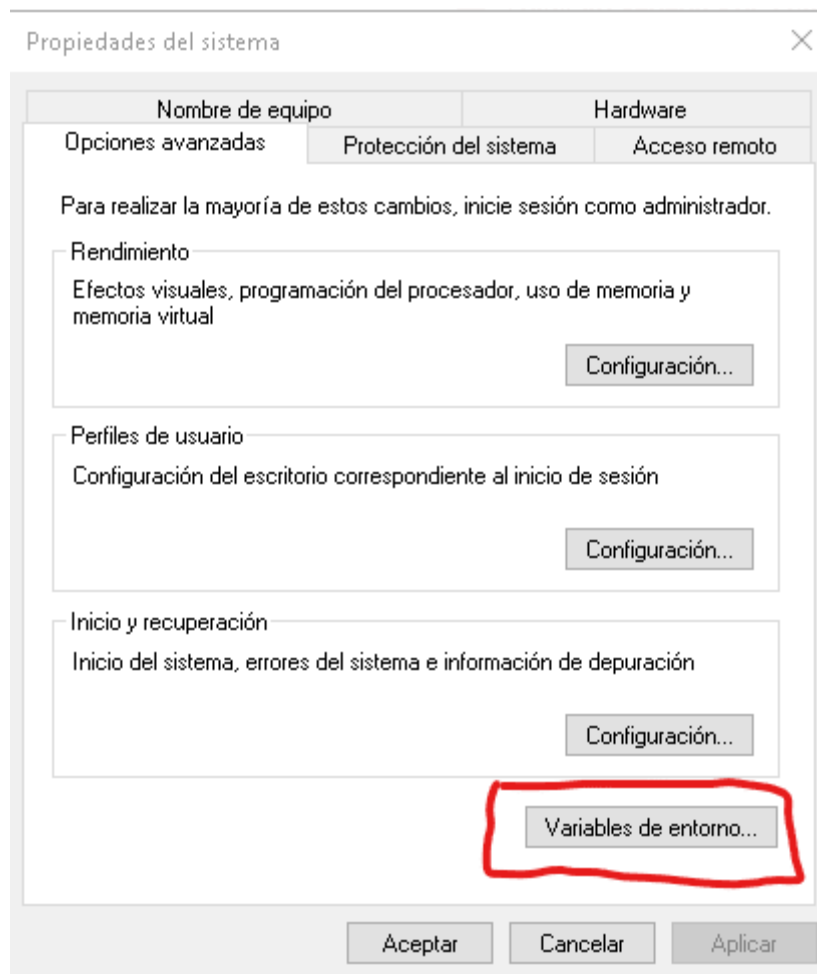 Propiedades del sistema
Nombre de equipo
Hardware
Opciones avanzadas
Protección del sistema
Acceso remoto
Para realizar la mayoría de estos cambios, inicie sesión como administrador.
Rendimiento
Efectos visuales, programación del procesador, uso de memoria y
memoria virtual
Configuración...
Perfiles de usuario
Configuración del escritorio correspondiente al inicio de sesión
Configuración...
Inicio y recuperación
Inicio del sistema, errores del sistema e información de depuración
Configuración...
Variables de entorno...
Aceptar
Cancelar
Aplicar